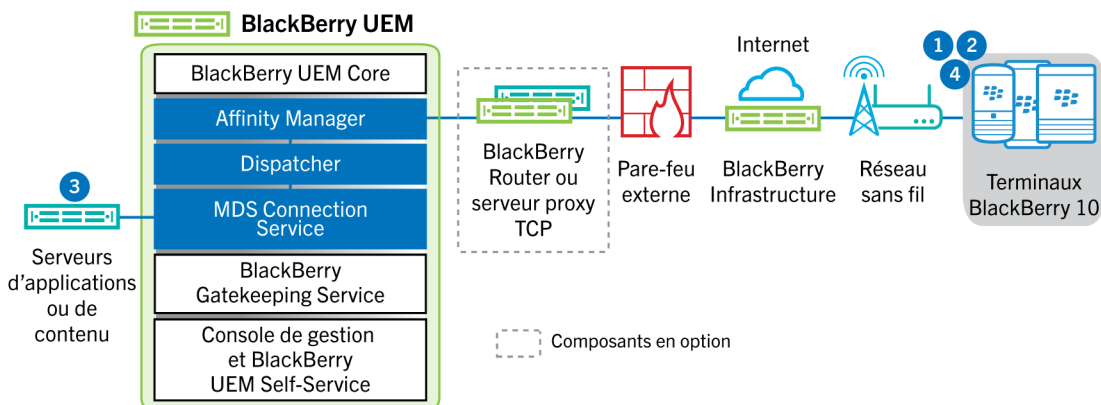 BlackBerry UEM
BlackBerry UEM Core
Affinity Manager
Dispatcher
MDS Connection
Service
BlackBerry
Gatekeeping Service
Console de gestion
et BlackBerry
UEM Self-Service
3
Serveurs
d'applications
ou de
contenu
BlackBerry
Router ou
serveur proxy
TCP
Composants en option
Pare-feu
externe
Internet
BlackBerry
Infrastructure
Réseau
sans fil
1 2
4
Terminaux
BlackBerry 10